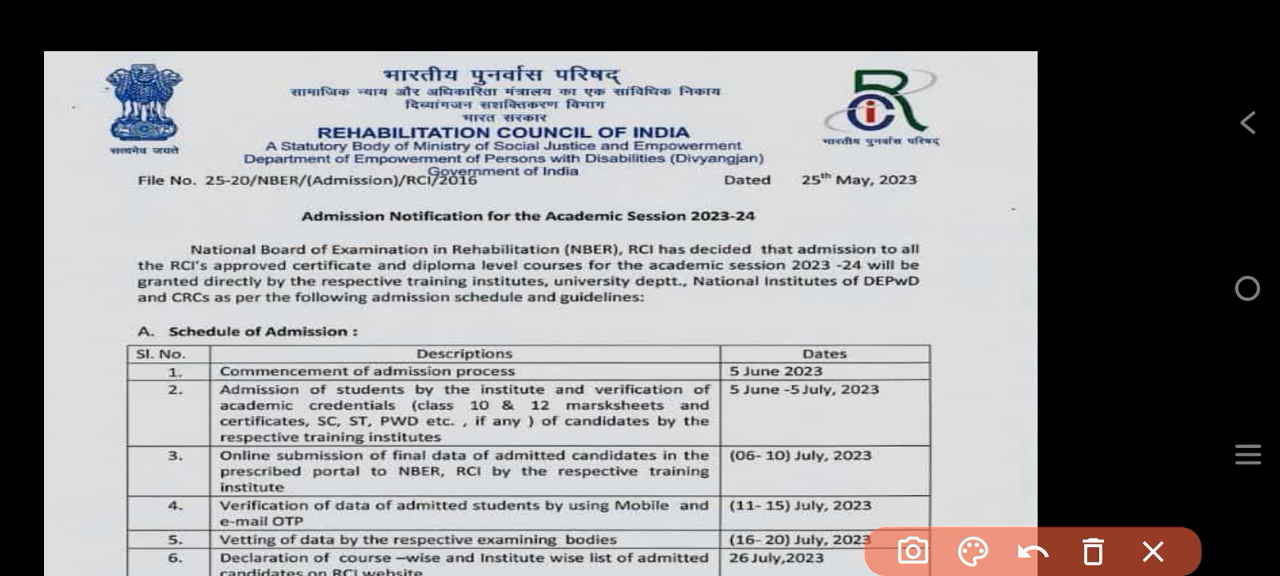 भारतीय पुनर्वास परिषद्
सामाजिक न्याय और अधिकारिता मंत्रालय का एक सांविधिक निकाय
दिव्यांगजन सशक्तिकरण विभाग
भारत सरकार
सत्यमेव जयते
REHABILITATION COUNCIL OF INDIA
भारतीय पुनर्वास परिषद्
A Statutory Body of Ministry of Social Justice and Empowerment
Department of Empowerment of Persons with Disabilities (Divyangjan)
Government of India
File No. 25-20/NBER/(Admission)/RCI/2016 Dated 25th May, 2023
Admission Notification for the Academic Session 2023-24
National Board of Examination in Rehabilitation (NBER), RCI has decided that admission to all
the RCI's approved certificate and diploma level courses for the academic session 2023 -24 will be
granted directly by the respective training institutes, university deptt., National Institutes of DEPwD
and CRCs as per the following admission schedule and guidelines:
A. Schedule of Admission :
Sl. No. Descriptions Dates
1. Commencement of admission process 5 June 2023
2. Admission of students by the institute and verification of 5 June -5 July, 2023
academic credentials (class 10 & 12 marsksheets and
certificates, SC, ST, PWD etc. , if any ) of candidates by the
respective training institutes
3. Online submission of final data of admitted candidates in the (06- 10) July, 2023
prescribed portal to NBER, RCI by the respective training
institute
4. Verification of data of admitted students by using Mobile and (11- 15) July, 2023
e-mail OTP
5. Vetting of data by the respective examining bodies (16- 20) July, 2023
6. Declaration of course –wise and Institute wise list of admitted 26 July,2023
candidates on RCI website